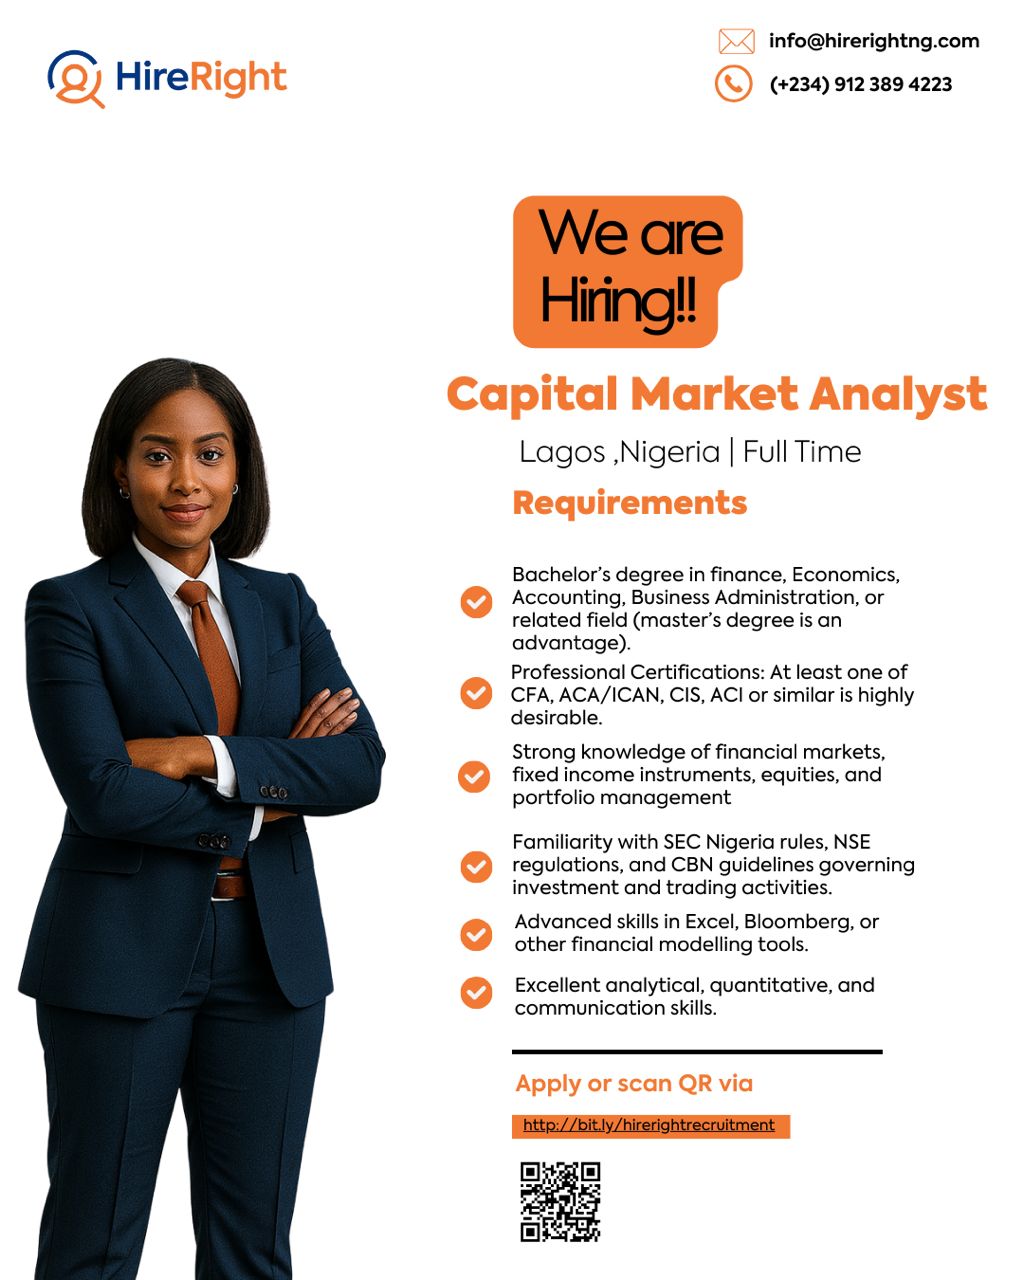 HireRight
info@hirerightng.com
(+234) 912 389 4223
We are
Hiring!!
Capital Market Analyst
Lagos ,Nigeria | Full Time
Requirements
Bachelor's degree in finance, Economics,
Accounting, Business Administration, or
related field (master's degree is an
advantage).
Professional Certifications: At least one of
CFA, ACA/ICAN, CIS, ACI or similar is highly
desirable.
Strong knowledge of financial markets,
fixed income instruments, equities, and
portfolio management
Familiarity with SEC Nigeria rules, NSE
regulations, and CBN guidelines governing
investment and trading activities.
Advanced skills in Excel, Bloomberg, or
other financial modelling tools.
Excellent analytical, quantitative, and
communication skills.
Apply or scan QR via
http://bit.ly/hirerightrecruitment